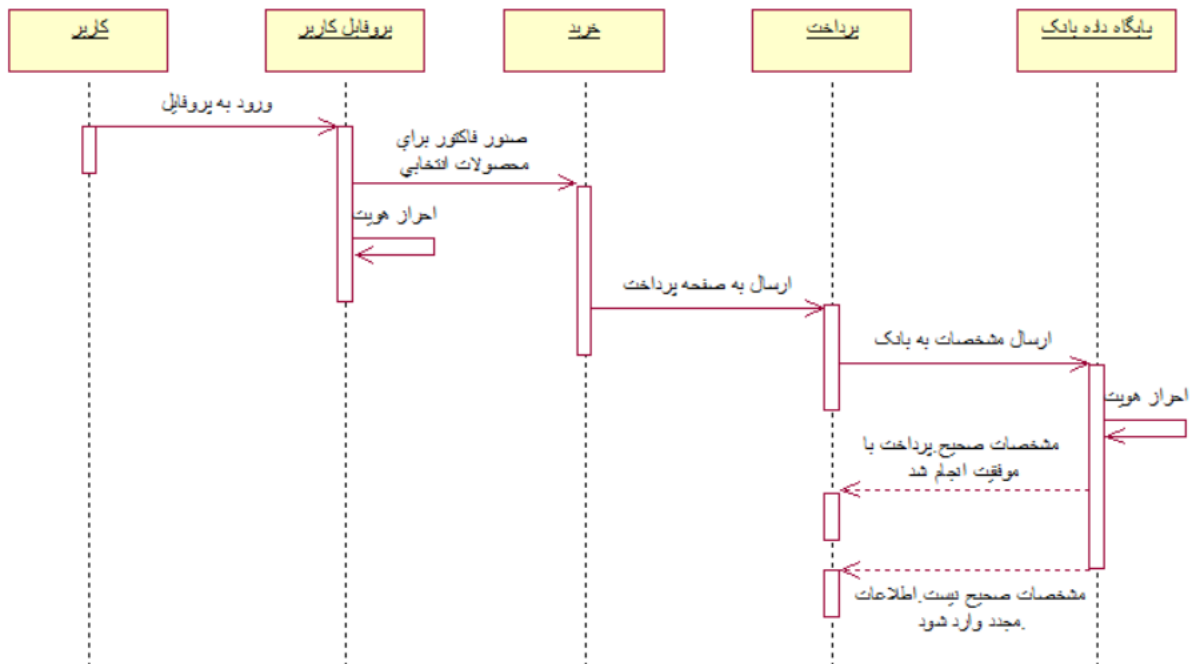 کاربر
پروفایل کاربر
خرید
پرداخت
پایگاه داده بانک
ورود به پروفایل
صدور فاکتور براي
محصولات انتخابي
احراز هویت
ارسال به صفحه پرداخت
ارسال مشخصات به بانک
احراز هویت
مشخصات صحیح.پرداخت با
موفقیت انجام شد
مشخصات صحیح نیست.اطلاعات
مجدد وارد شود.